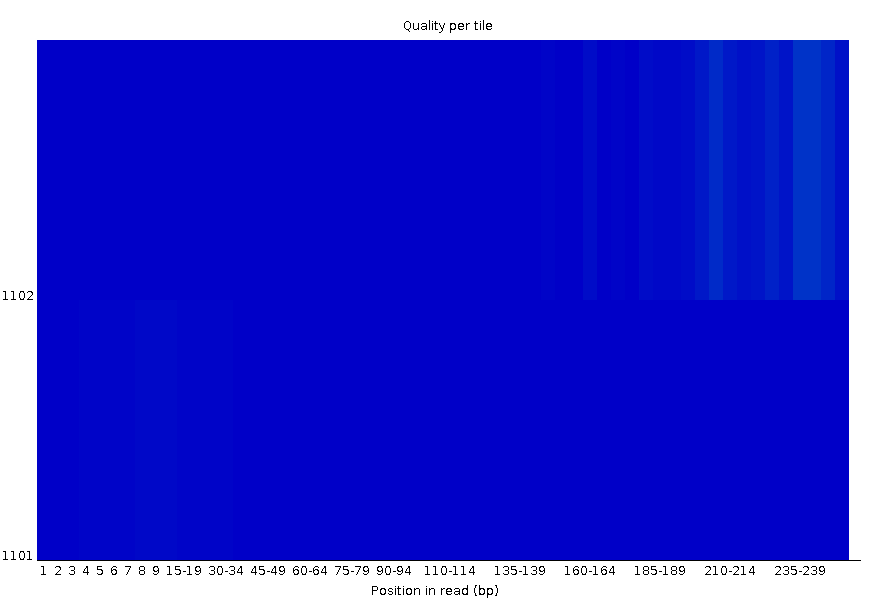 Quality per tile
1102
1101
1 2 3 4 5 6 7 8 9 15-19 30-34 45-49 60-64 75-79 90-94 110-114 135-139 160-164 185-189 210-214 235-239
Position in read (bp)